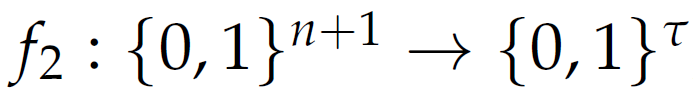 f₂ : {0, 1}ⁿ⁺¹ → {0, 1}^τ